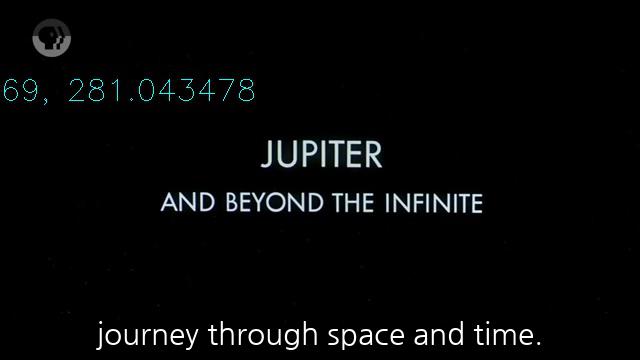 69, 281.043478
JUPITER
AND BEYOND THE INFINITE
journey through space and time.